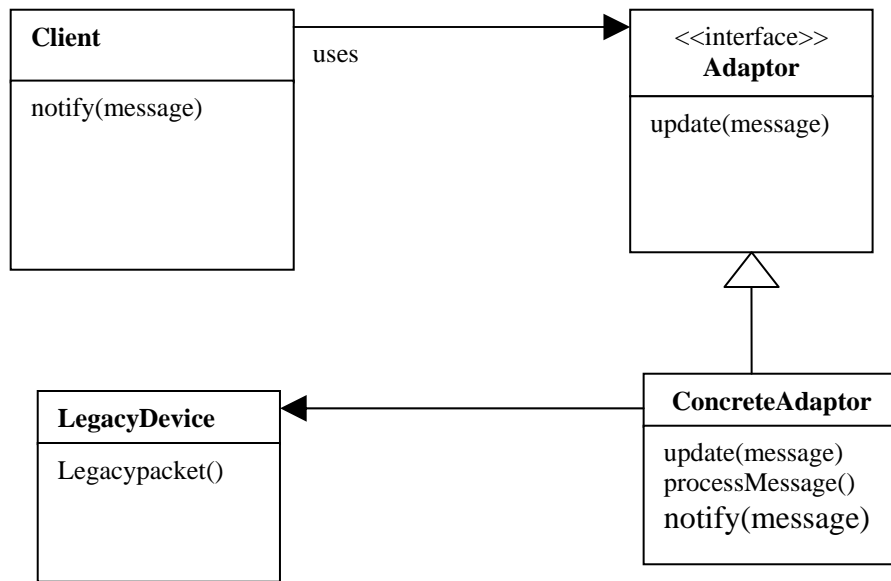 Client
notify(message)
uses
<<interface>>
Adaptor
update(message)
LegacyDevice
Legacypacket()
ConcreteAdaptor
update(message)
processMessage()
notify(message)